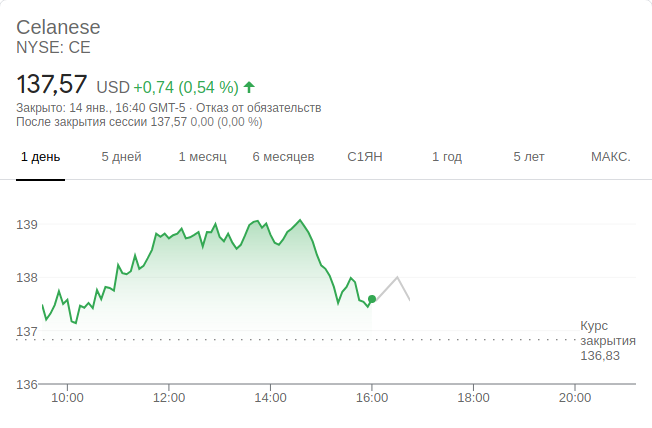 Celanese
NYSE: CE
137,57 USD +0,74 (0,54 %)
Закрыто: 14 янв., 16:40 GMT-5 · Отказ от обязательств
После закрытия сессии 137,57 0,00 (0,00 %)
1 день 5 дней 1 месяц 6 месяцев С1ЯН 1 год 5 лет МАКС.
139
138
137
Курс
закрытия
136,83
136
10:00 12:00 14:00 16:00 18:00 20:00